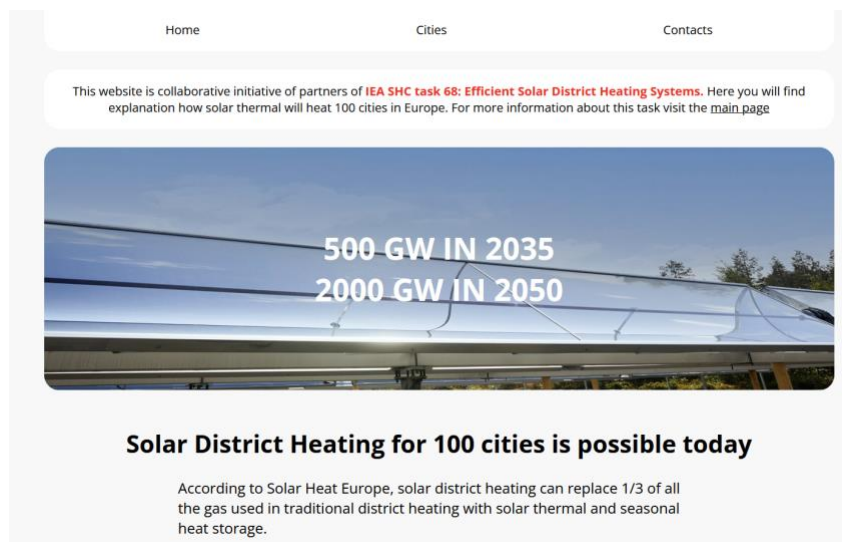 Home Cities Contacts
This website is collaborative initiative of partners of IEA SHC task 68: Efficient Solar District Heating Systems. Here you will find
explanation how solar thermal will heat 100 cities in Europe. For more information about this task visit the main page
500 GW IN 2035
2000 GW IN 2050
Solar District Heating for 100 cities is possible today
According to Solar Heat Europe, solar district heating can replace 1/3 of all
the gas used in traditional district heating with solar thermal and seasonal
heat storage.